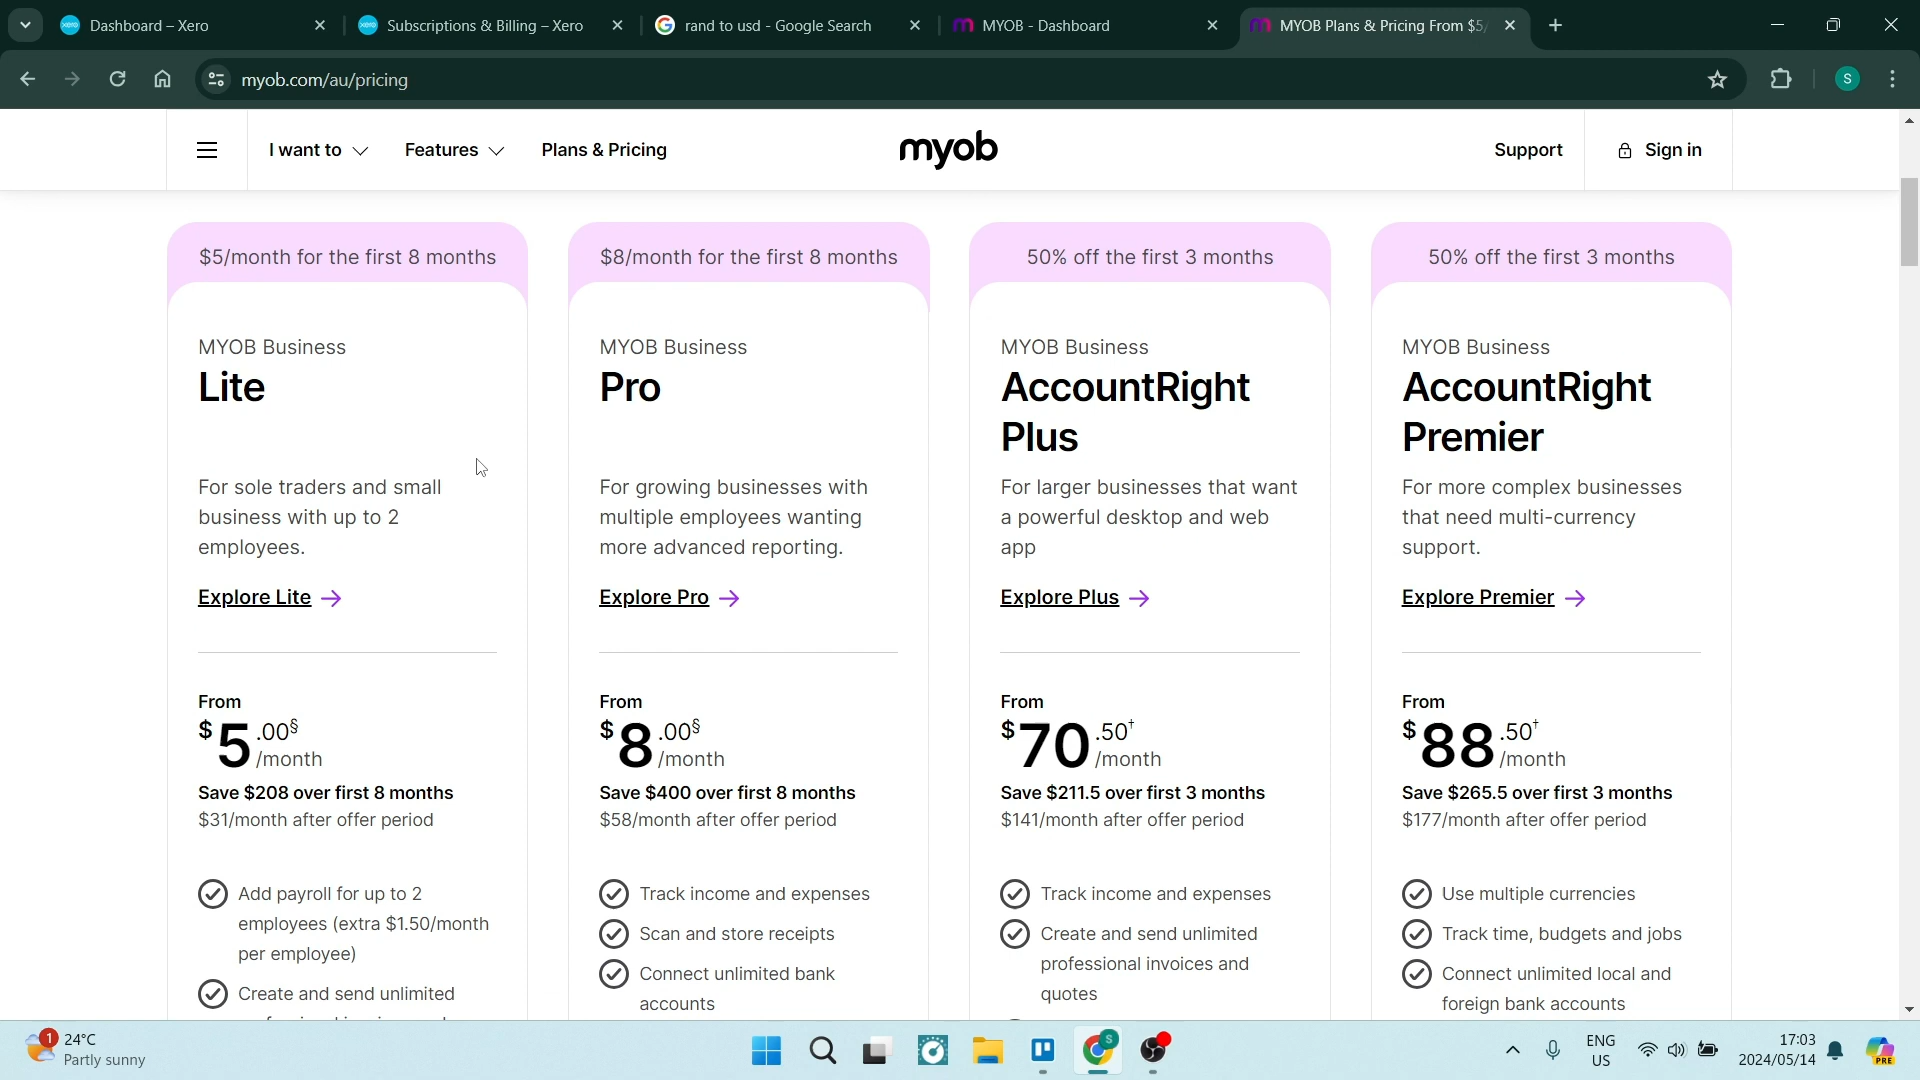 Dashboard – Xero
Subscriptions & Billing – Xero
rand to usd - Google Search
MYOB - Dashboard
MYOB Plans & Pricing From $5/
myob.com/au/pricing
S
I want to
Features
Plans & Pricing
myob
Support
Sign in
$5/month for the first 8 months
MYOB Business
Lite
For sole traders and small
business with up to 2
employees.
Explore Lite
From
$5.00§
/month
Save $208 over first 8 months
$31/month after offer period
Add payroll for up to 2
employees (extra $1.50/month
per employee)
Create and send unlimited
$8/month for the first 8 months
MYOB Business
Pro
For growing businesses with
multiple employees wanting
more advanced reporting.
Explore Pro
From
$8.00§
/month
Save $400 over first 8 months
$58/month after offer period
Track income and expenses
Scan and store receipts
Connect unlimited bank
accounts
50% off the first 3 months
MYOB Business
AccountRight
Plus
For larger businesses that want
a powerful desktop and web
app
Explore Plus
From
$70.50†
/month
Save $211.5 over first 3 months
$141/month after offer period
Track income and expenses
Create and send unlimited
professional invoices and
quotes
50% off the first 3 months
MYOB Business
AccountRight
Premier
For more complex businesses
that need multi-currency
support.
Explore Premier
From
$88.50†
/month
Save $265.5 over first 3 months
$177/month after offer period
Use multiple currencies
Track time, budgets and jobs
Connect unlimited local and
foreign bank accounts
1
24°C
Partly sunny
S
ENG
US
17:03
2024/05/14
PRE